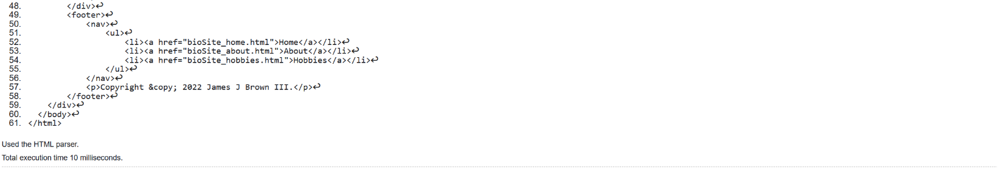 48. </div>↩
49. <footer>↩
50. <nav>↩
51. <ul>↩
52. <li><a href="bioSite_home.html">Home</a></li>↩
53. <li><a href="bioSite_about.html">About</a></li>↩
54. <li><a href="bioSite_hobbies.html">Hobbies</a></li>↩
55. </ul>↩
56. </nav>↩
57. <p>Copyright &copy; 2022 James J Brown III.</p>↩
58. </footer>↩
59. </div>↩
60. </body>↩
61. </html>
Used the HTML parser.
Total execution time 10 milliseconds.